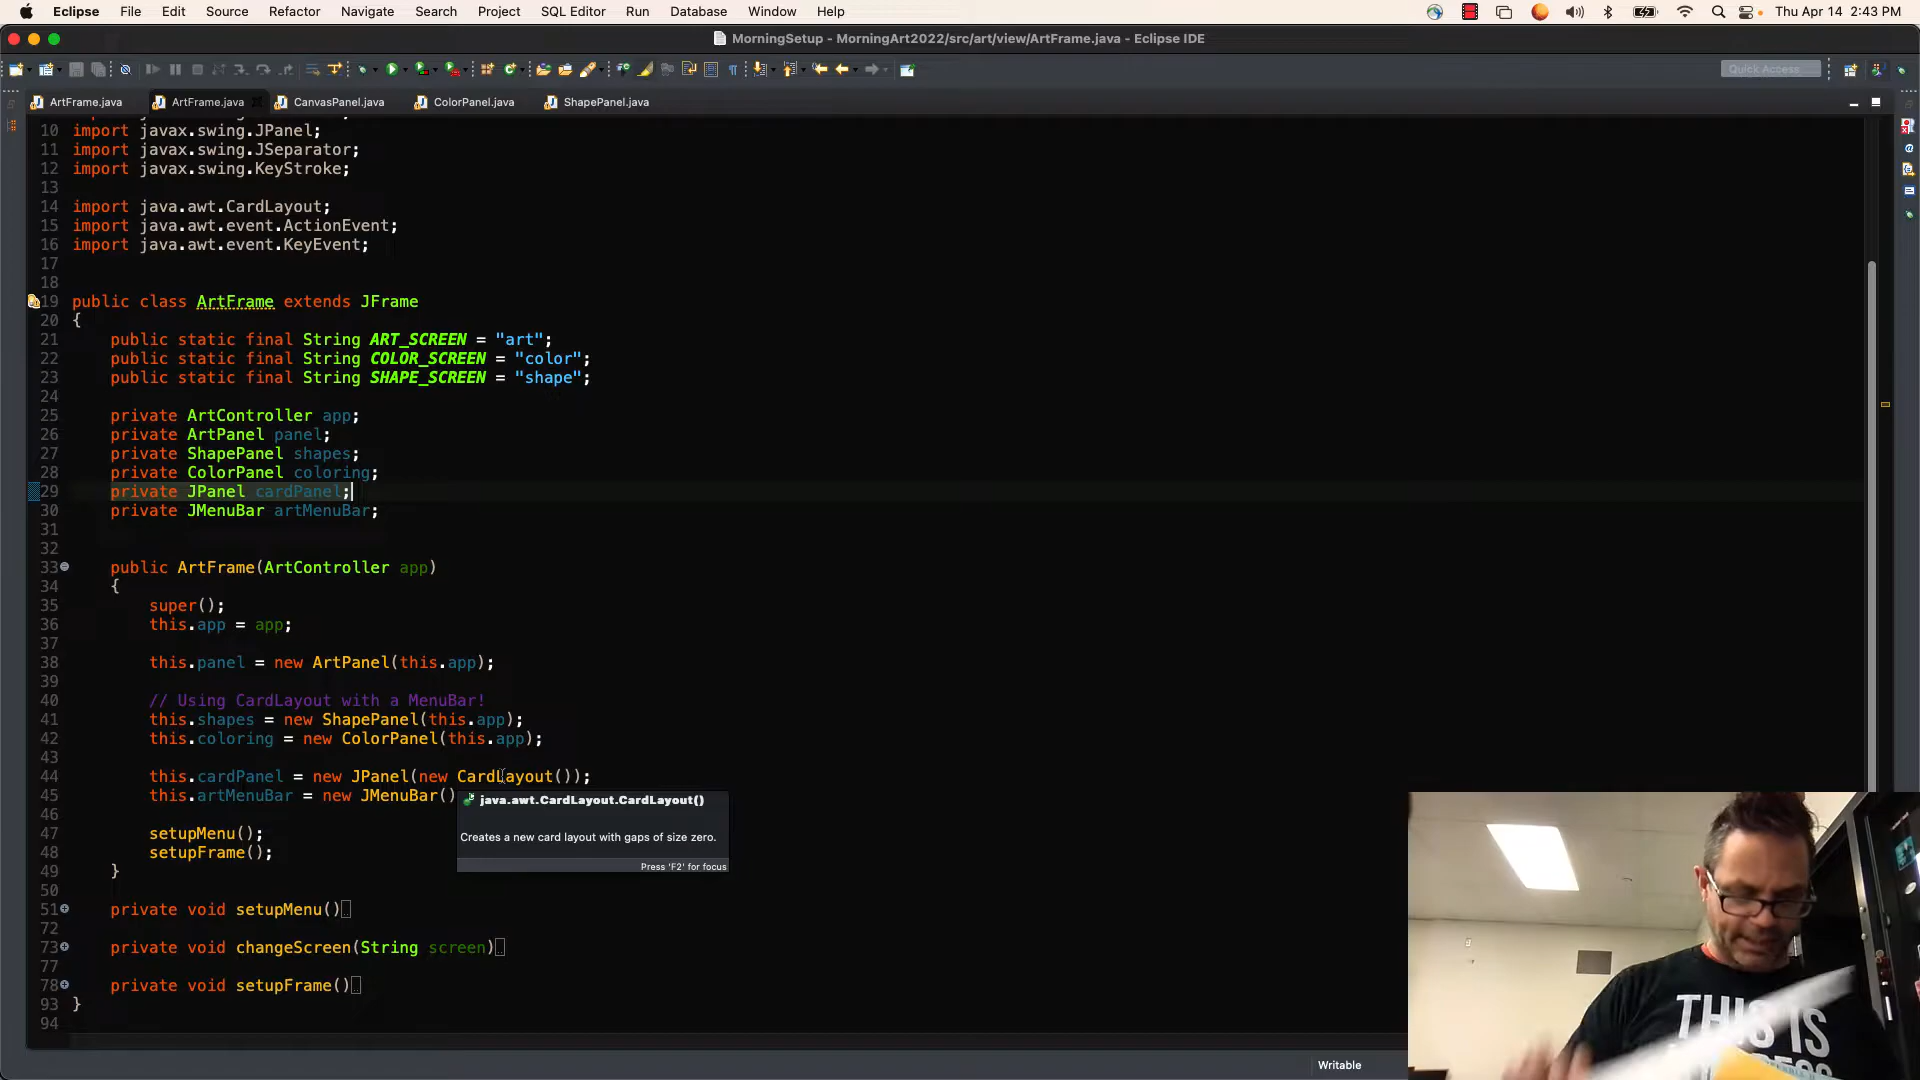 Eclipse File Edit Source Refactor Navigate Search Project SQL Editor Run Database Window Help Thu Apr 14 2:43 PM
MorningSetup - MorningArt2022/src/art/view/ArtFrame.java - Eclipse IDE
Quick Access
ArtFrame.java ArtFrame.java CanvasPanel.java ColorPanel.java ShapePanel.java
10 import javax.swing.JPanel;
11 import javax.swing.JSeparator;
12 import javax.swing.KeyStroke;
13
14 import java.awt.CardLayout;
15 import java.awt.event.ActionEvent;
16 import java.awt.event.KeyEvent;
17
18
19 public class ArtFrame extends JFrame
20 {
21 public static final String ART_SCREEN = "art";
22 public static final String COLOR_SCREEN = "color";
23 public static final String SHAPE_SCREEN = "shape";
24
25 private ArtController app;
26 private ArtPanel panel;
27 private ShapePanel shapes;
28 private ColorPanel coloring;
29 private JPanel cardPanel;
30 private JMenuBar artMenuBar;
31
32
33 public ArtFrame(ArtController app)
34 {
35 super();
36 this.app = app;
37
38 this.panel = new ArtPanel(this.app);
39
40 // Using CardLayout with a MenuBar!
41 this.shapes = new ShapePanel(this.app);
42 this.coloring = new ColorPanel(this.app);
43
44 this.cardPanel = new JPanel(new CardLayout());
45 this.artMenuBar = new JMenuBar()
java.awt.CardLayout.CardLayout()
46
Creates a new card layout with gaps of size zero.
47 setupMenu();
48 setupFrame();
Press 'F2' for focus
49 }
50
51 private void setupMenu()
72
73 private void changeScreen(String screen)
77
78 private void setupFrame()
93 }
94
Writable
THIS IS